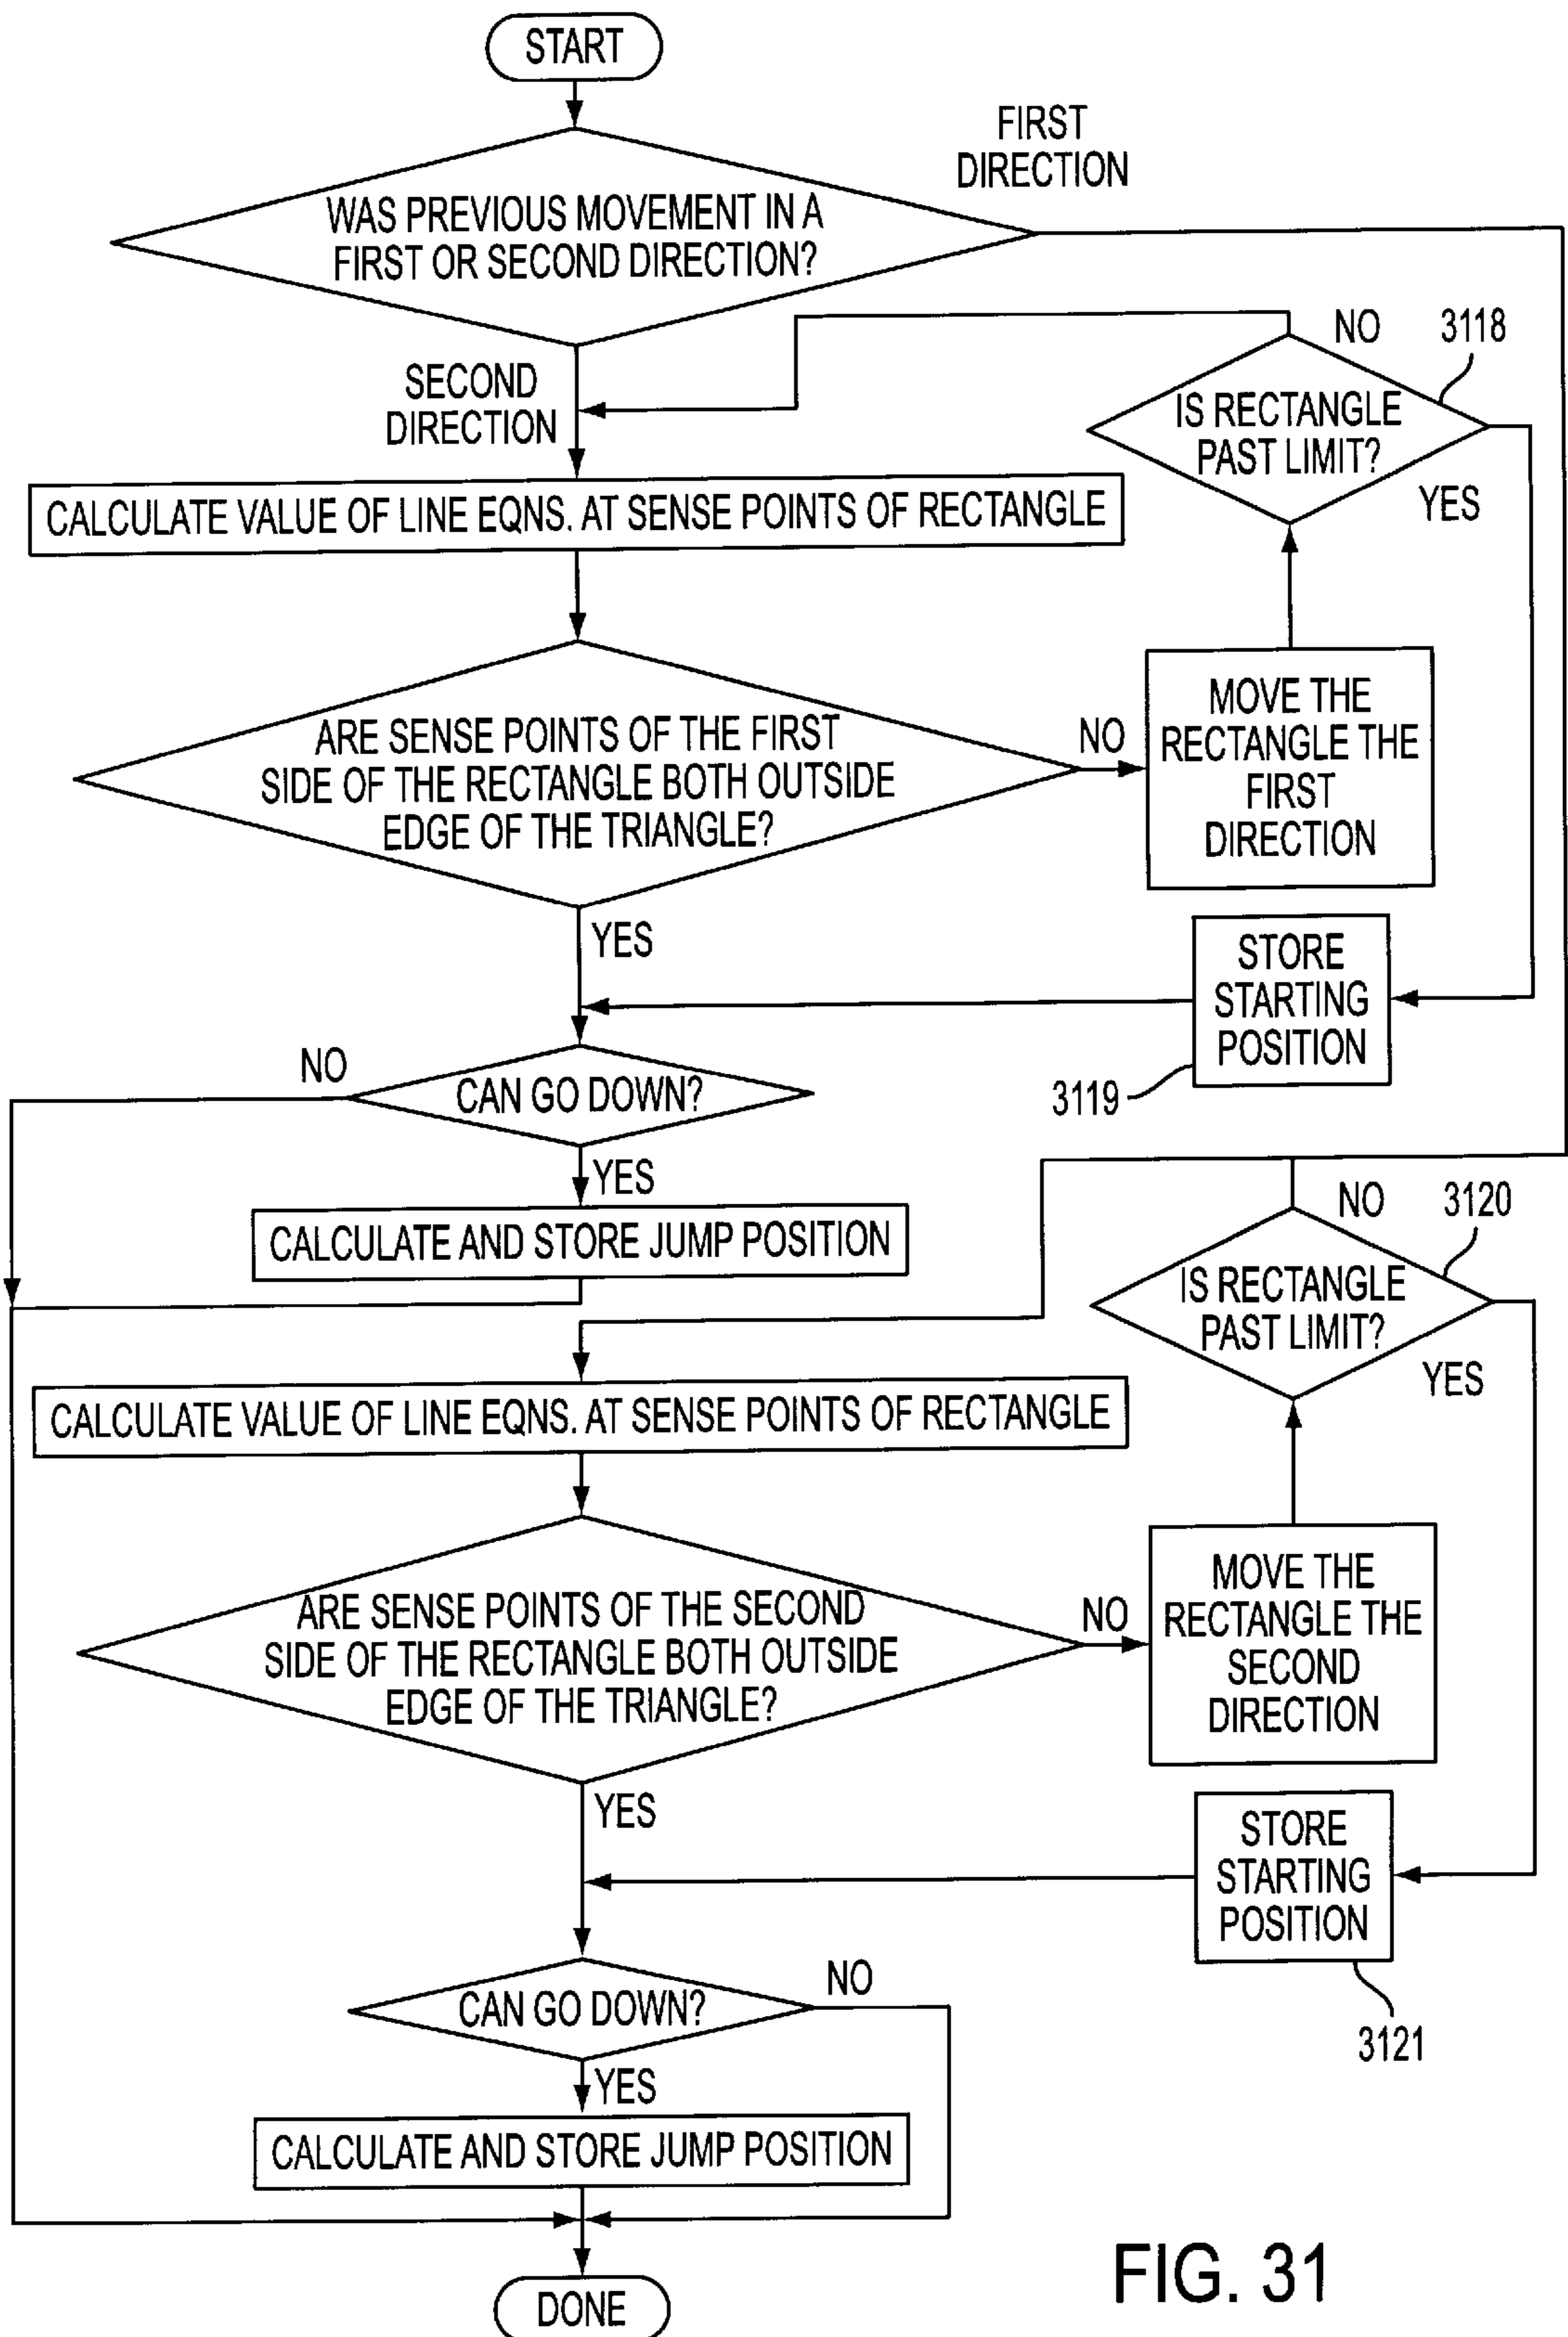 START
FIRST
DIRECTION
WAS PREVIOUS MOVEMENT IN A
FIRST OR SECOND DIRECTION?
NO
3118
SECOND
DIRECTION
IS RECTANGLE
PAST LIMIT?
YES
CALCULATE VALUE OF LINE EQNS. AT SENSE POINTS OF RECTANGLE
ARE SENSE POINTS OF THE FIRST
SIDE OF THE RECTANGLE BOTH OUTSIDE
EDGE OF THE TRIANGLE?
NO
MOVE THE
RECTANGLE THE
FIRST
DIRECTION
YES
STORE
STARTING
POSITION
3119
NO
CAN GO DOWN?
YES
CALCULATE AND STORE JUMP POSITION
NO
3120
IS RECTANGLE
PAST LIMIT?
YES
CALCULATE VALUE OF LINE EQNS. AT SENSE POINTS OF RECTANGLE
ARE SENSE POINTS OF THE SECOND
SIDE OF THE RECTANGLE BOTH OUTSIDE
EDGE OF THE TRIANGLE?
NO
MOVE THE
RECTANGLE THE
SECOND
DIRECTION
YES
STORE
STARTING
POSITION
3121
CAN GO DOWN?
NO
YES
CALCULATE AND STORE JUMP POSITION
DONE
FIG. 31